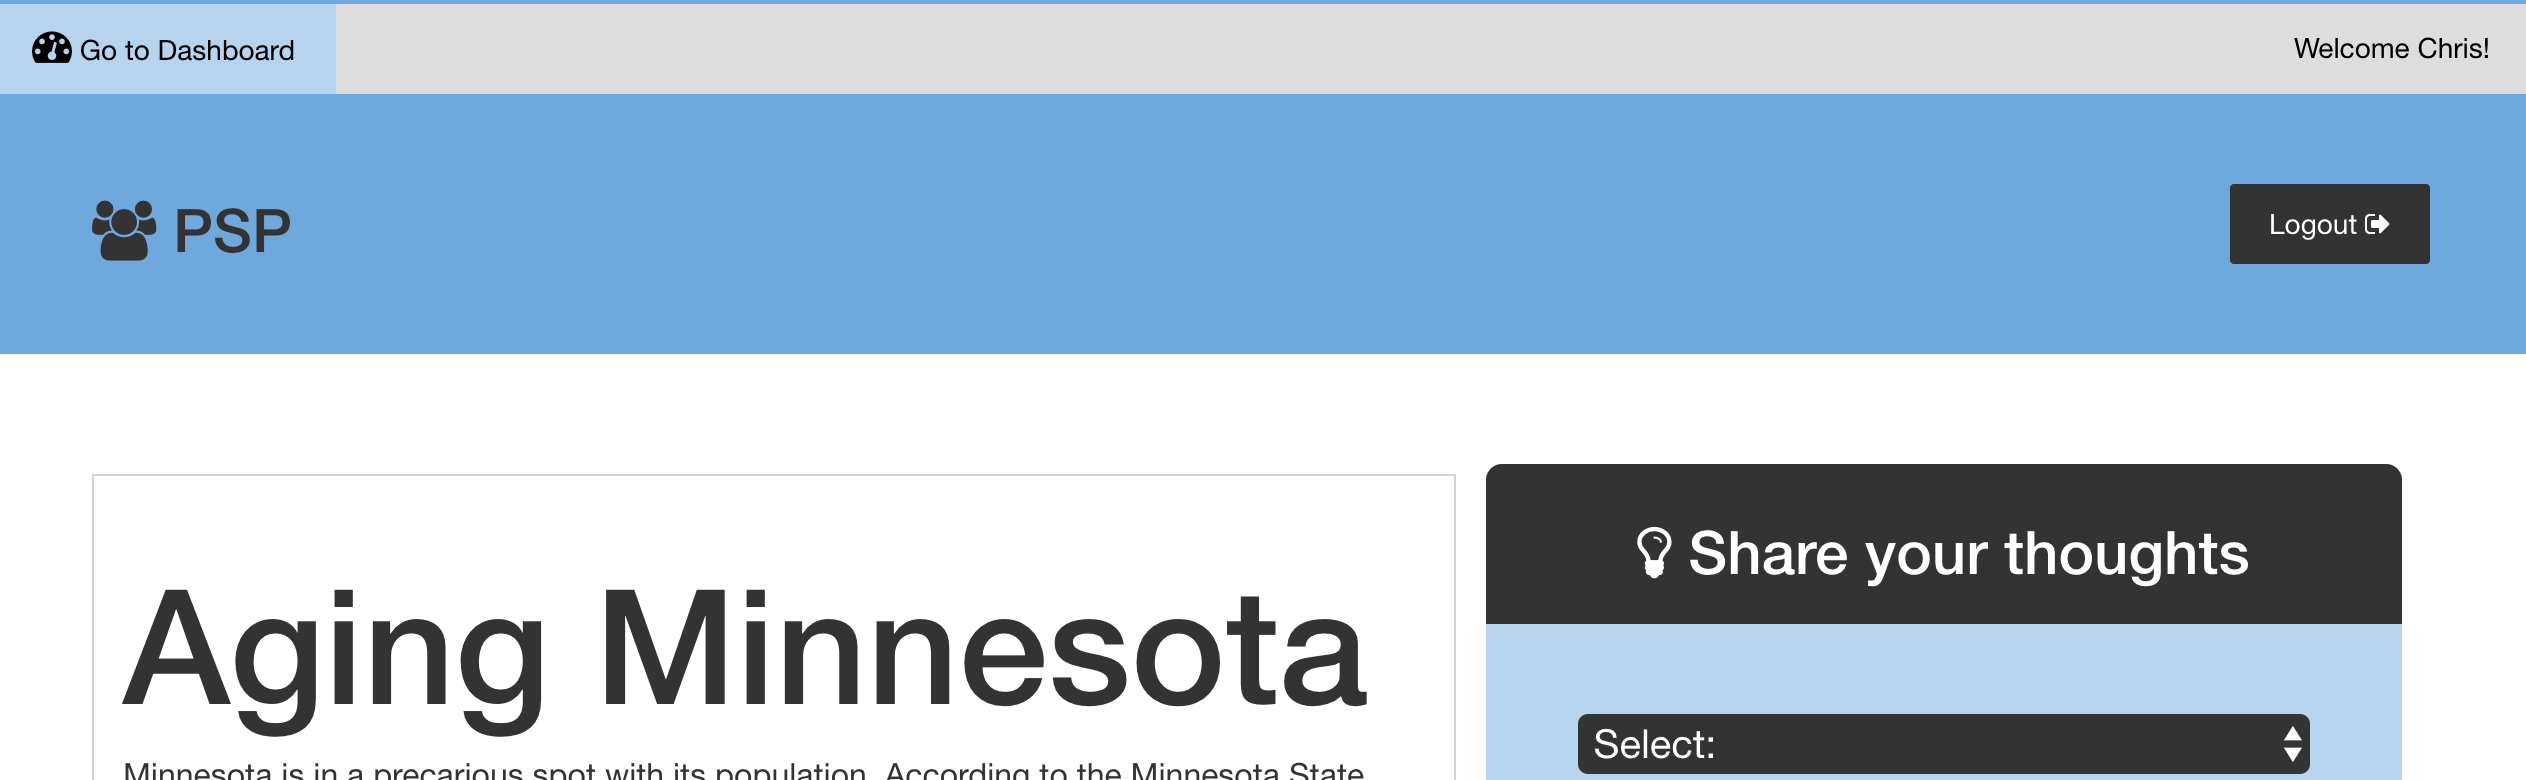 Go to Dashboard
Welcome Chris!
PSP
Logout
Aging Minnesota
Minnesota is in a precarious spot with its population. According to the Minnesota State
Share your thoughts
Select: